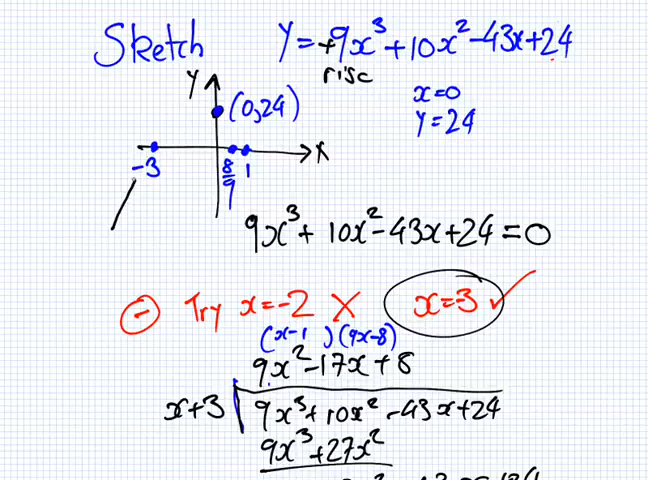 Sketch y = +9x³ + 10x² - 43x + 24
rise
Y
x = 0
(0,24)
y = 24
X
-3 8/9 1
9x³ + 10x² - 43x + 24 = 0
- Try x = -2 X x = -3 ✓
(x - 1 ) (9x - 8)
9x² - 17x + 8
x + 3 9x³ + 10x² - 43x + 24
9x³ + 27x²